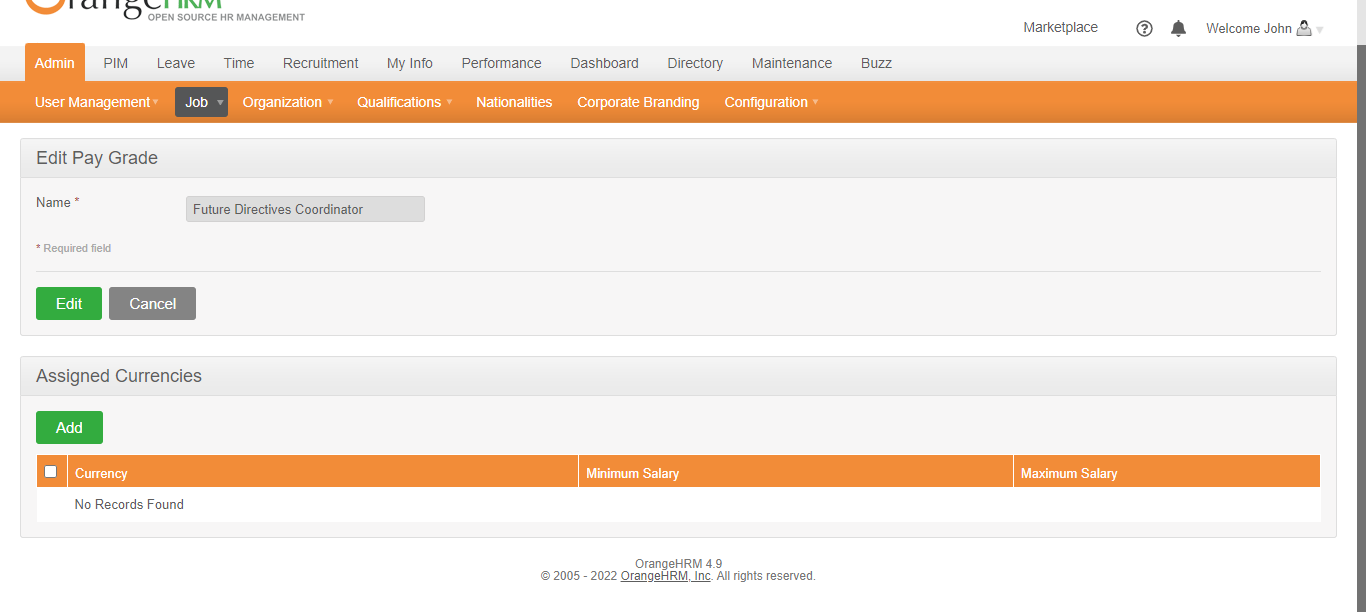 OrangeHRM
OPEN SOURCE HR MANAGEMENT
Marketplace Welcome John
Admin PIM Leave Time Recruitment My Info Performance Dashboard Directory Maintenance Buzz
User Management Job Organization Qualifications Nationalities Corporate Branding Configuration
Edit Pay Grade
Name * Future Directives Coordinator
* Required field
Edit Cancel
Assigned Currencies
Add
Currency Minimum Salary Maximum Salary
No Records Found
OrangeHRM 4.9
© 2005 - 2022 OrangeHRM, Inc. All rights reserved.